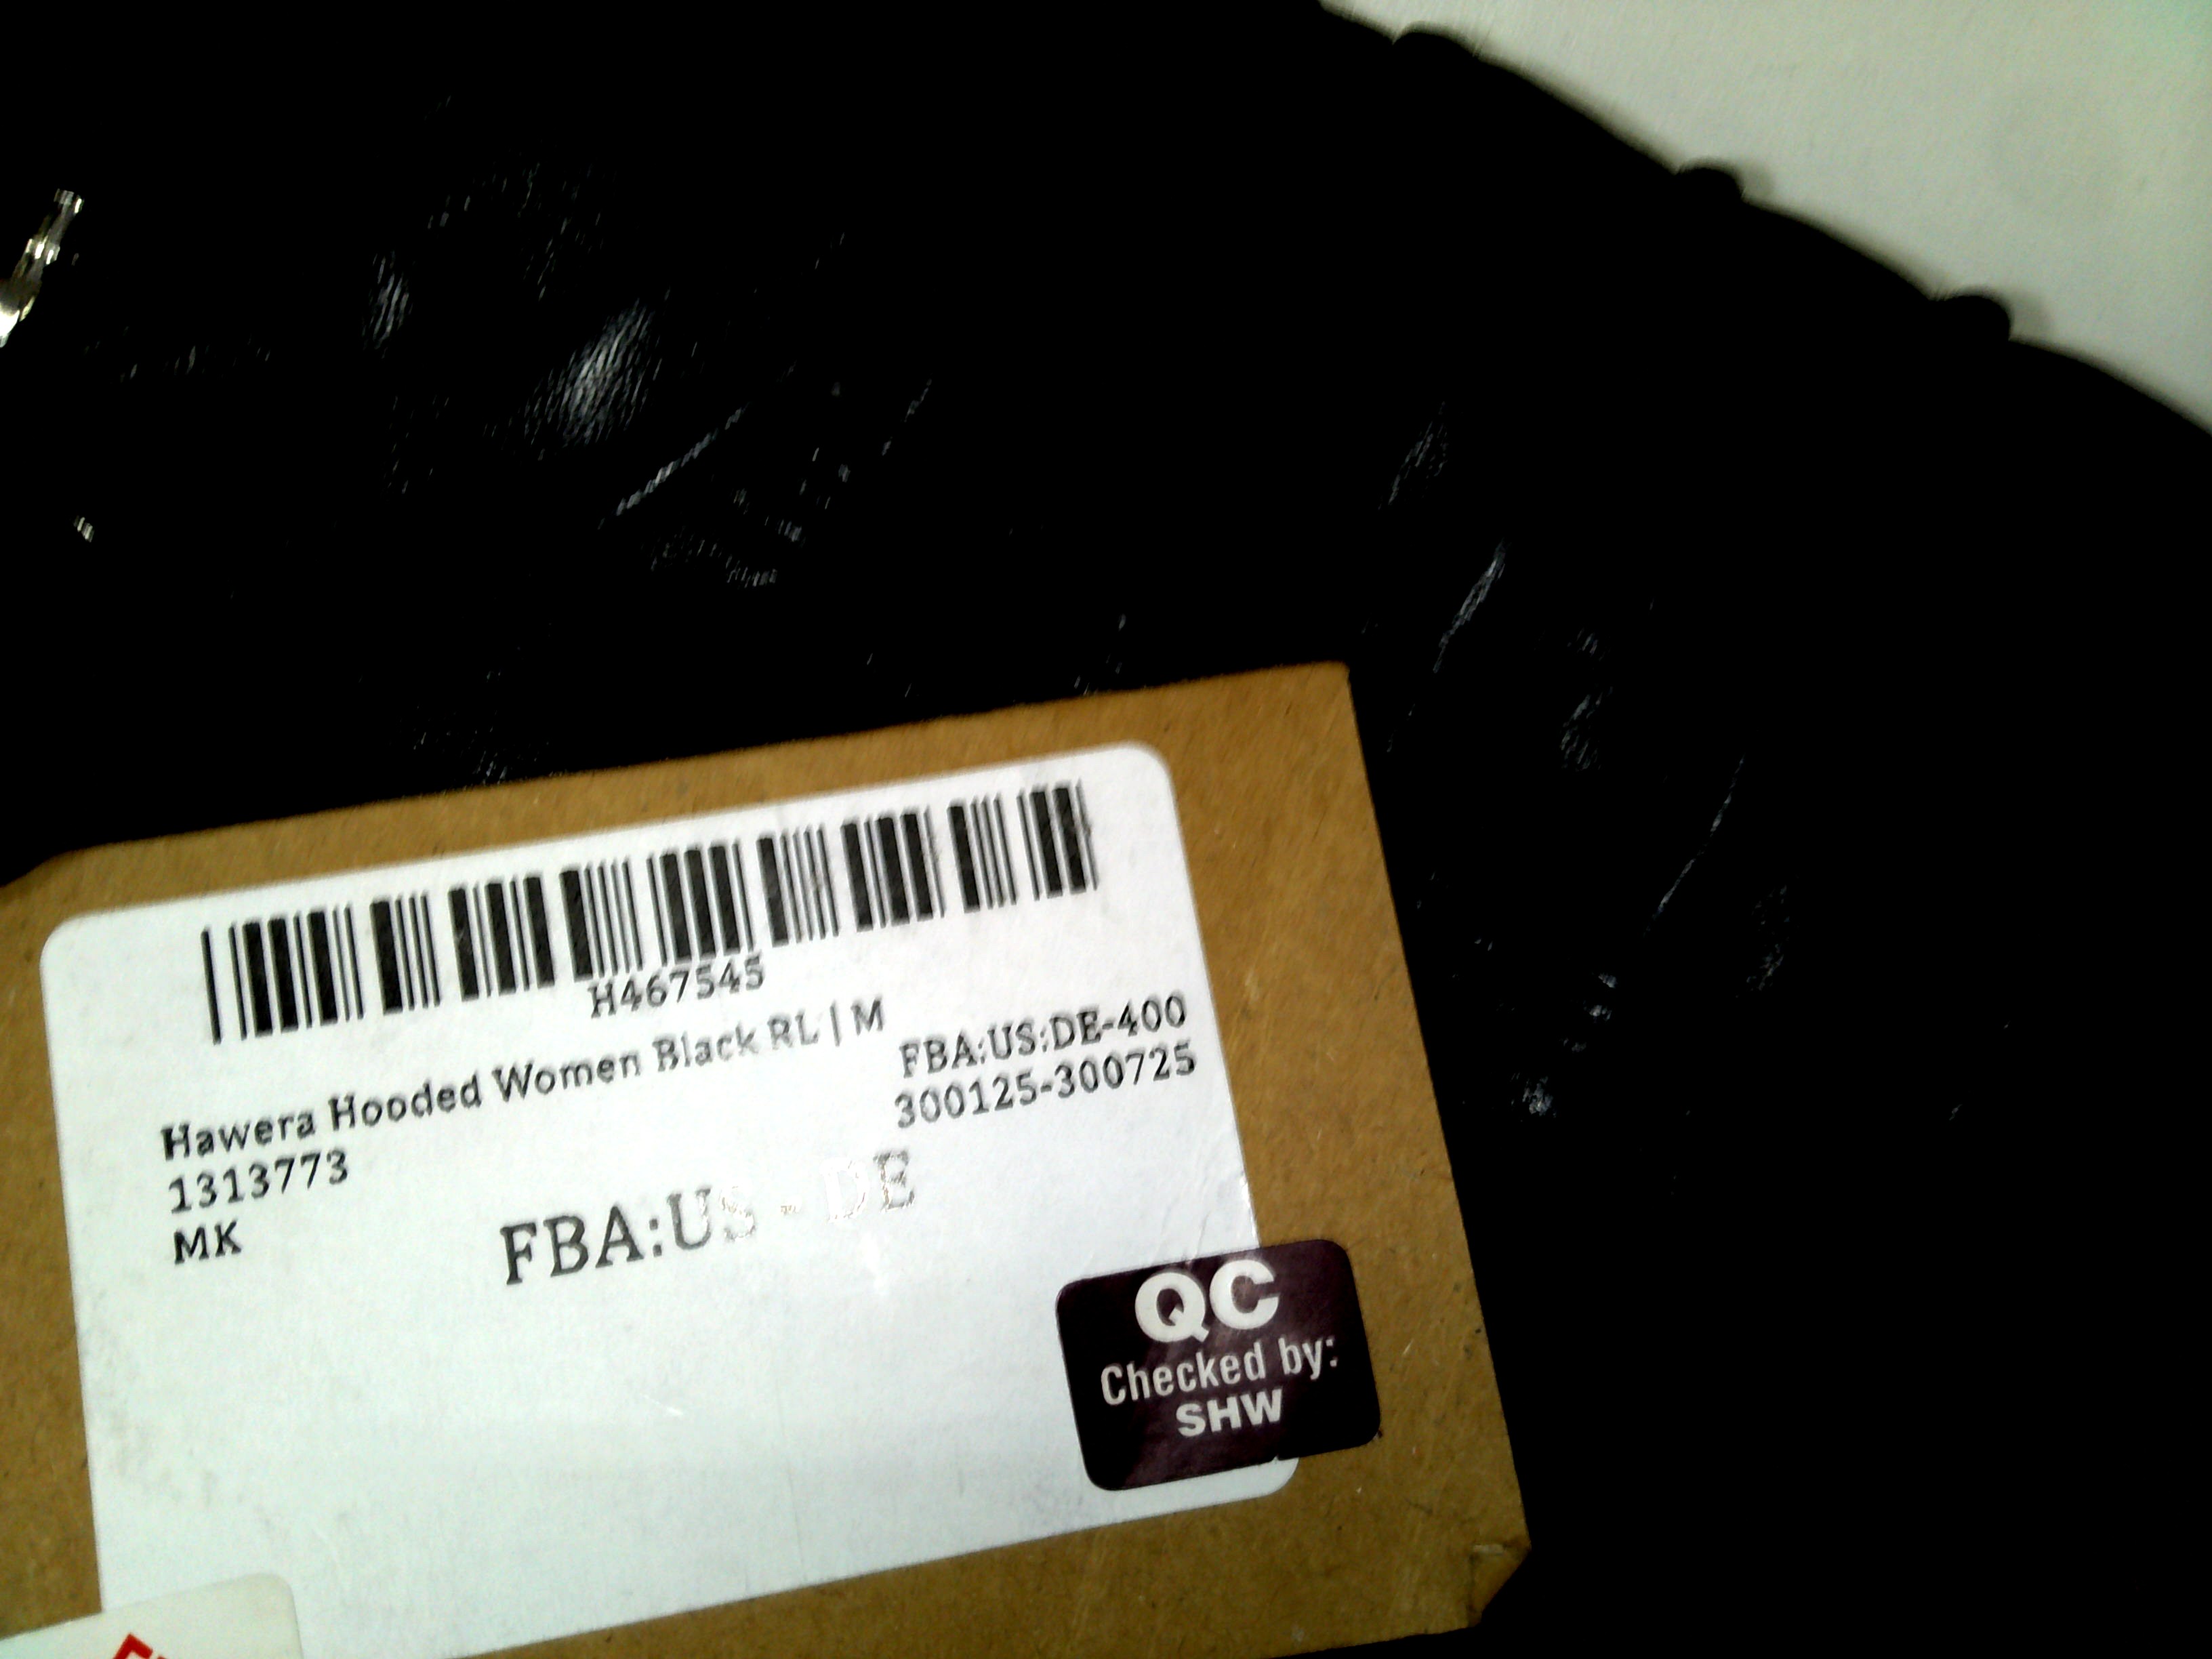 H467545
Hawera Hooded Women Black RL | M
1313773
MK
FBA:US:DE-400
300125-300725
FBA:US - DE
QC
Checked by:
SHW